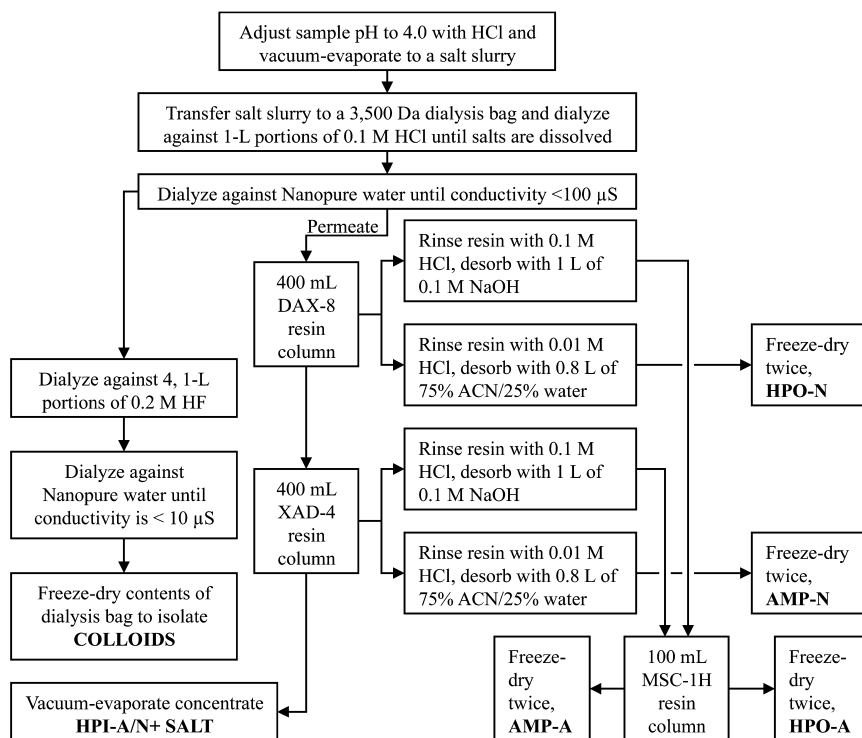 Adjust sample pH to 4.0 with HCl and
vacuum-evaporate to a salt slurry
Transfer salt slurry to a 3,500 Da dialysis bag and dialyze
against 1-L portions of 0.1 M HCl until salts are dissolved
Dialyze against Nanopure water until conductivity <100 µS
Permeate
400 mL
DAX-8
resin
column
Rinse resin with 0.1 M
HCl, desorb with 1 L of
0.1 M NaOH
Rinse resin with 0.01 M
HCl, desorb with 0.8 L of
75% ACN/25% water
Freeze-dry
twice,
HPO-N
Dialyze against 4, 1-L
portions of 0.2 M HF
Dialyze against
Nanopure water until
conductivity is < 10 µS
Freeze-dry contents of
dialysis bag to isolate
COLLOIDS
400 mL
XAD-4
resin
column
Rinse resin with 0.1 M
HCl, desorb with 1 L of
0.1 M NaOH
Rinse resin with 0.01 M
HCl, desorb with 0.8 L of
75% ACN/25% water
Freeze-dry
twice,
AMP-N
Vacuum-evaporate concentrate
HPI-A/N+ SALT
Freeze-
dry
twice,
AMP-A
100 mL
MSC-1H
resin
column
Freeze-
dry
twice,
HPO-A